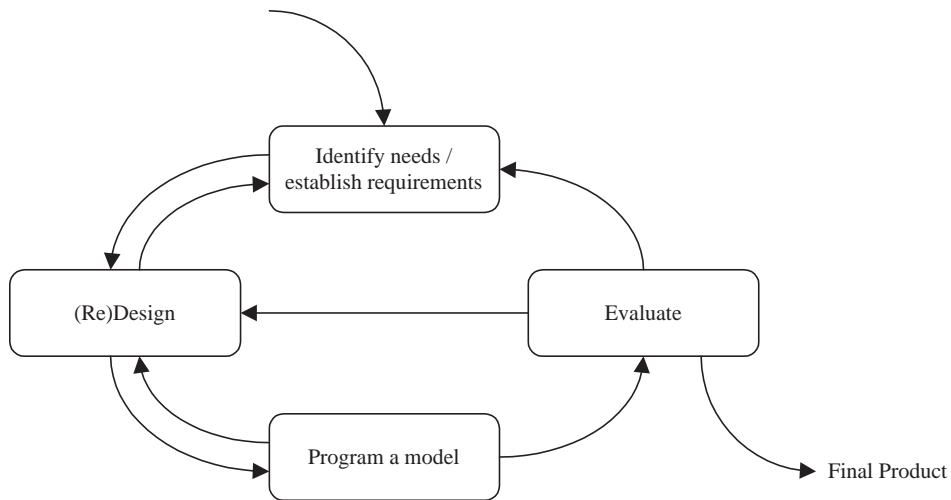 Identify needs /
establish requirements
(Re)Design
Evaluate
Program a model
Final Product